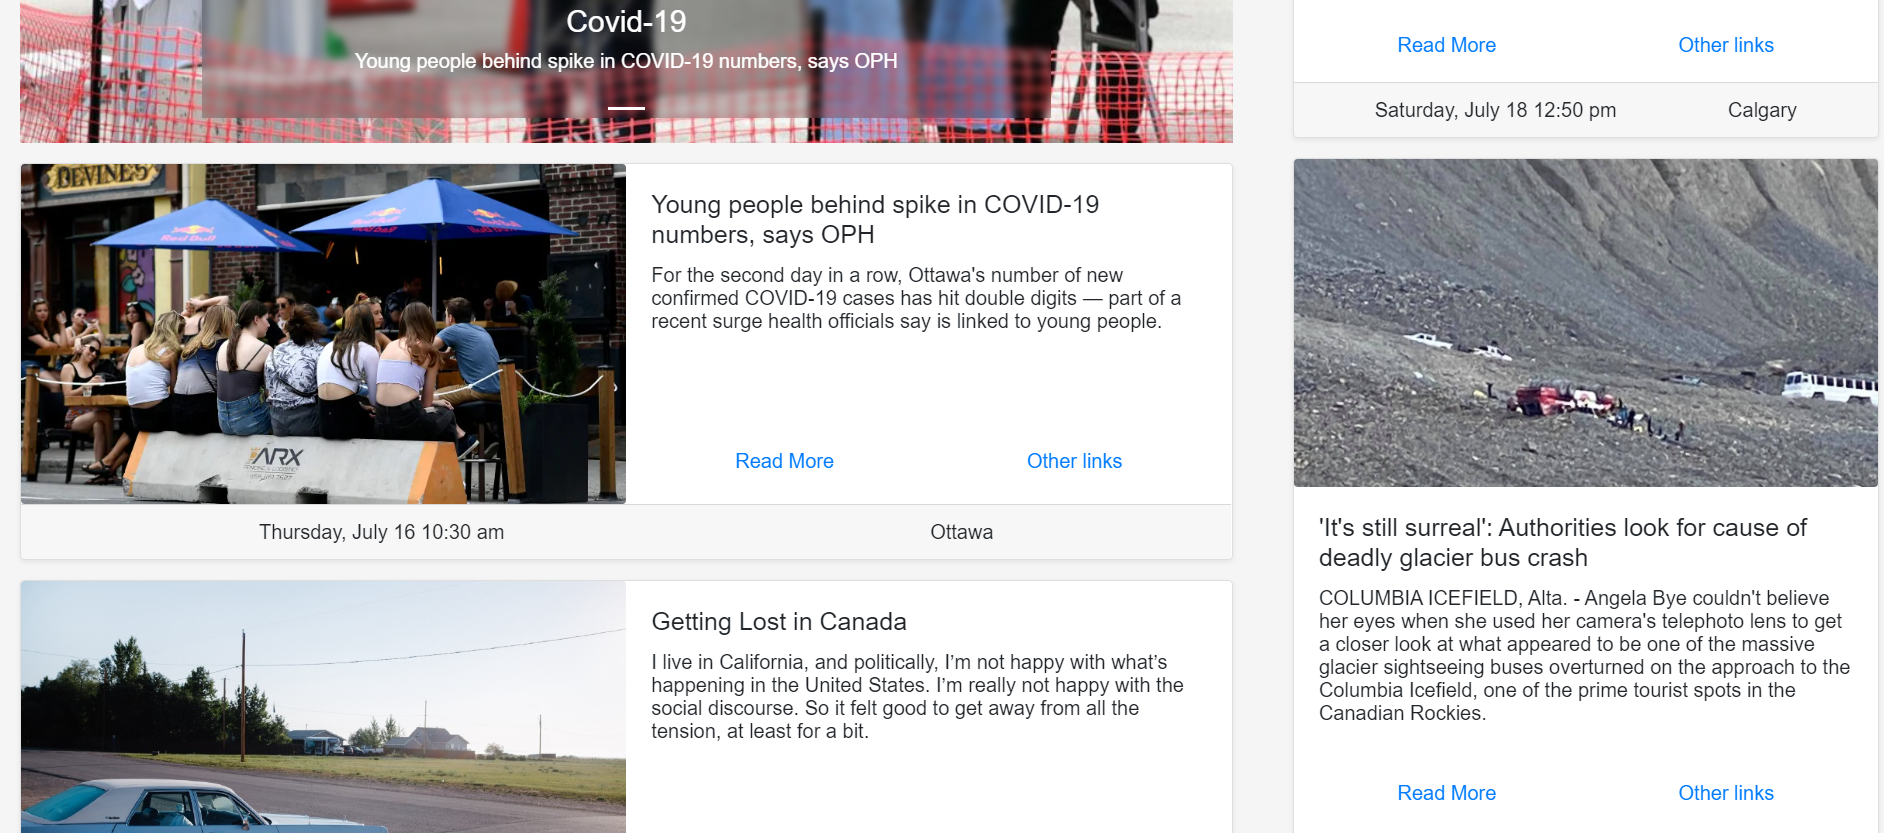 Covid-19
Young people behind spike in COVID-19 numbers, says OPH
DEVINE'S
Red Bull
Red Bull
Red Bull
ARX
Young people behind spike in COVID-19
numbers, says OPH
For the second day in a row, Ottawa's number of new
confirmed COVID-19 cases has hit double digits — part of a
recent surge health officials say is linked to young people.
Read More
Other links
Thursday, July 16 10:30 am
Ottawa
Getting Lost in Canada
I live in California, and politically, I’m not happy with what’s
happening in the United States. I’m really not happy with the
social discourse. So it felt good to get away from all the
tension, at least for a bit.
Read More
Other links
Saturday, July 18 12:50 pm
Calgary
'It's still surreal': Authorities look for cause of
deadly glacier bus crash
COLUMBIA ICEFIELD, Alta. - Angela Bye couldn't believe
her eyes when she used her camera's telephoto lens to get
a closer look at what appeared to be one of the massive
glacier sightseeing buses overturned on the approach to the
Columbia Icefield, one of the prime tourist spots in the
Canadian Rockies.
Read More
Other links